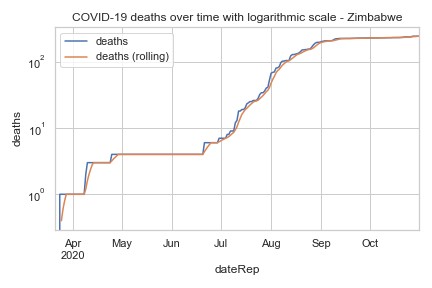 COVID-19 deaths over time with logarithmic scale - Zimbabwe
deaths
deaths (rolling)
10²
10¹
10⁰
deaths
Apr May Jun Jul Aug Sep Oct
2020
dateRep